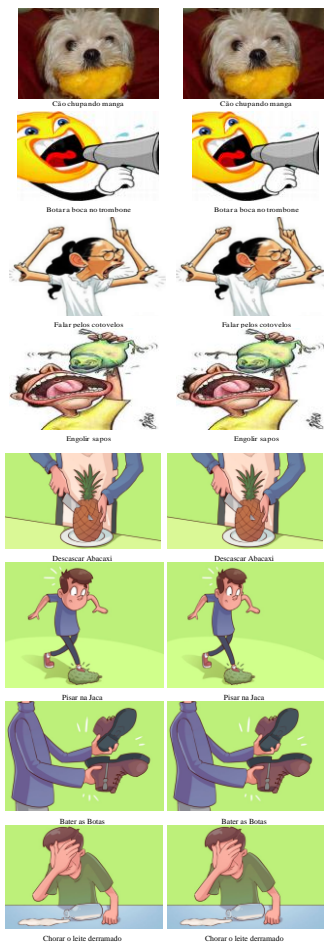 Cão chupando manga Cão chupando manga
Botar a boca no trombone Botar a boca no trombone
Falar pelos cotovelos Falar pelos cotovelos
Engolir sapos Engolir sapos
Descascar Abacaxi Descascar Abacaxi
Pisar na Jaca Pisar na Jaca
Bater as Botas Bater as Botas
Chorar o leite derramado Chorar o leite derramado